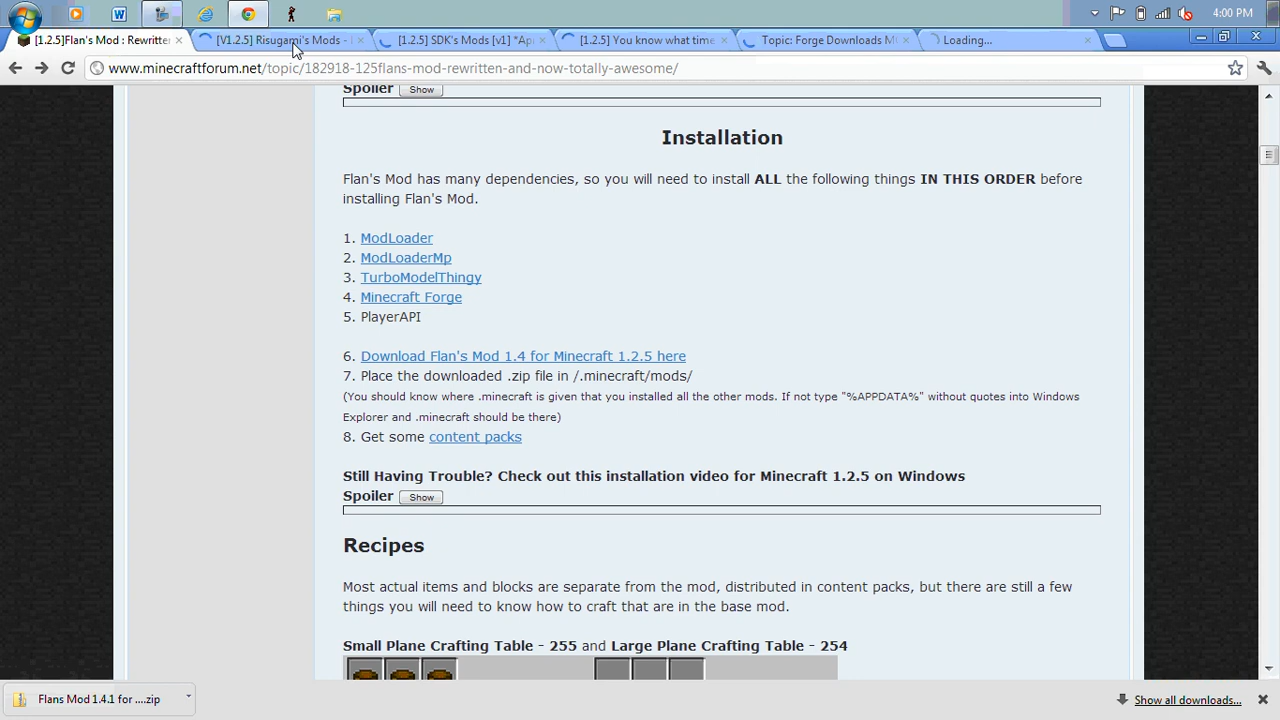 4:00 PM
[1.2.5]Flan's Mod : Rewritter
[V1.2.5] Risugami's Mods -
[1.2.5] SDK's Mods [v1] *Ap
[1.2.5] You know what time
Topic: Forge Downloads M
Loading...
www.minecraftforum.net/topic/182918-125flans-mod-rewritten-and-now-totally-awesome/
Spoiler Show
Installation
Flan's Mod has many dependencies, so you will need to install ALL the following things IN THIS ORDER before
installing Flan's Mod.
1. ModLoader
2. ModLoaderMp
3. TurboModelThingy
4. Minecraft Forge
5. PlayerAPI
6. Download Flan's Mod 1.4 for Minecraft 1.2.5 here
7. Place the downloaded .zip file in /.minecraft/mods/
(You should know where .minecraft is given that you installed all the other mods. If not type "%APPDATA%" without quotes into Windows
Explorer and .minecraft should be there)
8. Get some content packs
Still Having Trouble? Check out this installation video for Minecraft 1.2.5 on Windows
Spoiler Show
Recipes
Most actual items and blocks are separate from the mod, distributed in content packs, but there are still a few
things you will need to know how to craft that are in the base mod.
Small Plane Crafting Table - 255 and Large Plane Crafting Table - 254
Flans Mod 1.4.1 for ....zip
Show all downloads...